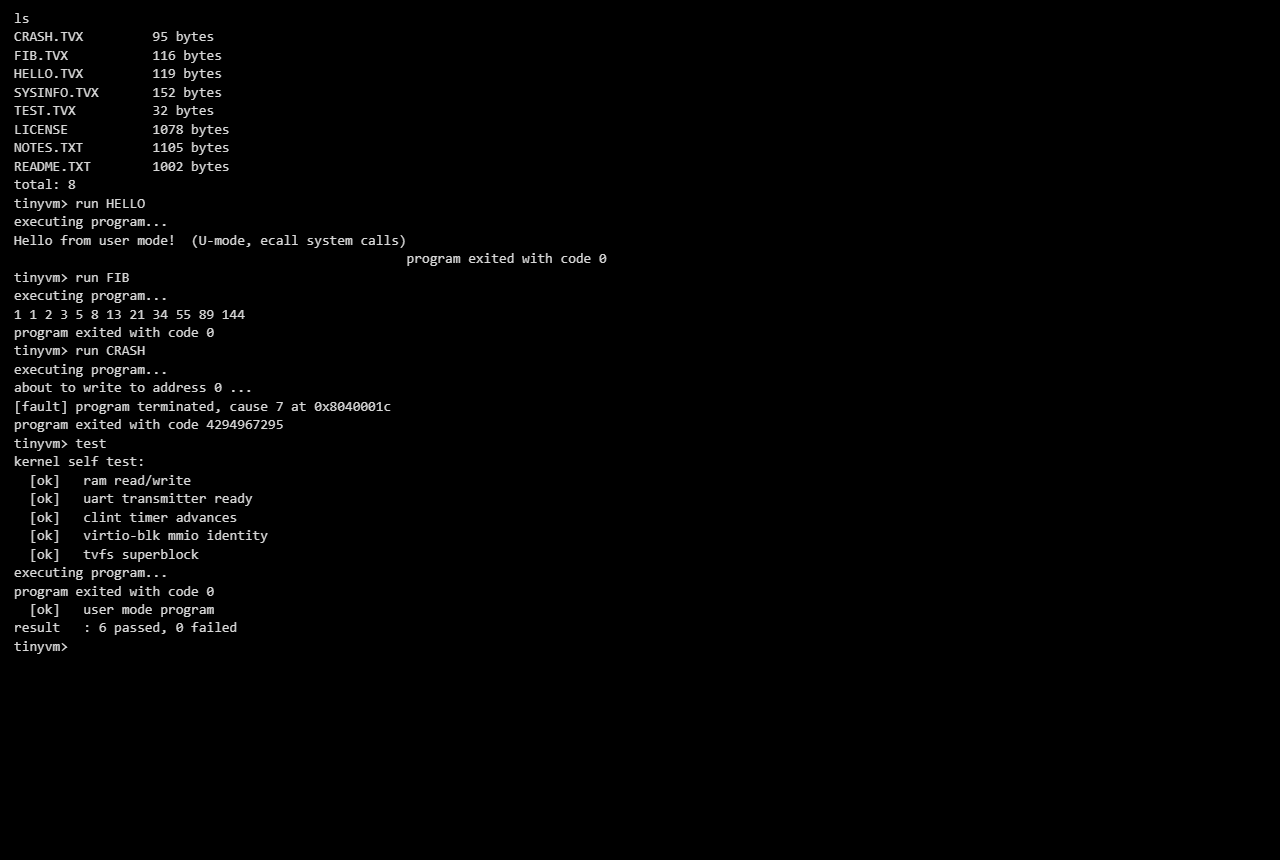 ls
CRASH.TVX         95 bytes
FIB.TVX           116 bytes
HELLO.TVX         119 bytes
SYSINFO.TVX       152 bytes
TEST.TVX          32 bytes
LICENSE           1078 bytes
NOTES.TXT         1105 bytes
README.TXT        1002 bytes
total: 8
tinyvm> run HELLO
executing program...
Hello from user mode!  (U-mode, ecall system calls)
                                                   program exited with code 0
tinyvm> run FIB
executing program...
1 1 2 3 5 8 13 21 34 55 89 144
program exited with code 0
tinyvm> run CRASH
executing program...
about to write to address 0 ...
[fault] program terminated, cause 7 at 0x8040001c
program exited with code 4294967295
tinyvm> test
kernel self test:
  [ok]   ram read/write
  [ok]   uart transmitter ready
  [ok]   clint timer advances
  [ok]   virtio-blk mmio identity
  [ok]   tvfs superblock
executing program...
program exited with code 0
  [ok]   user mode program
result   : 6 passed, 0 failed
tinyvm>